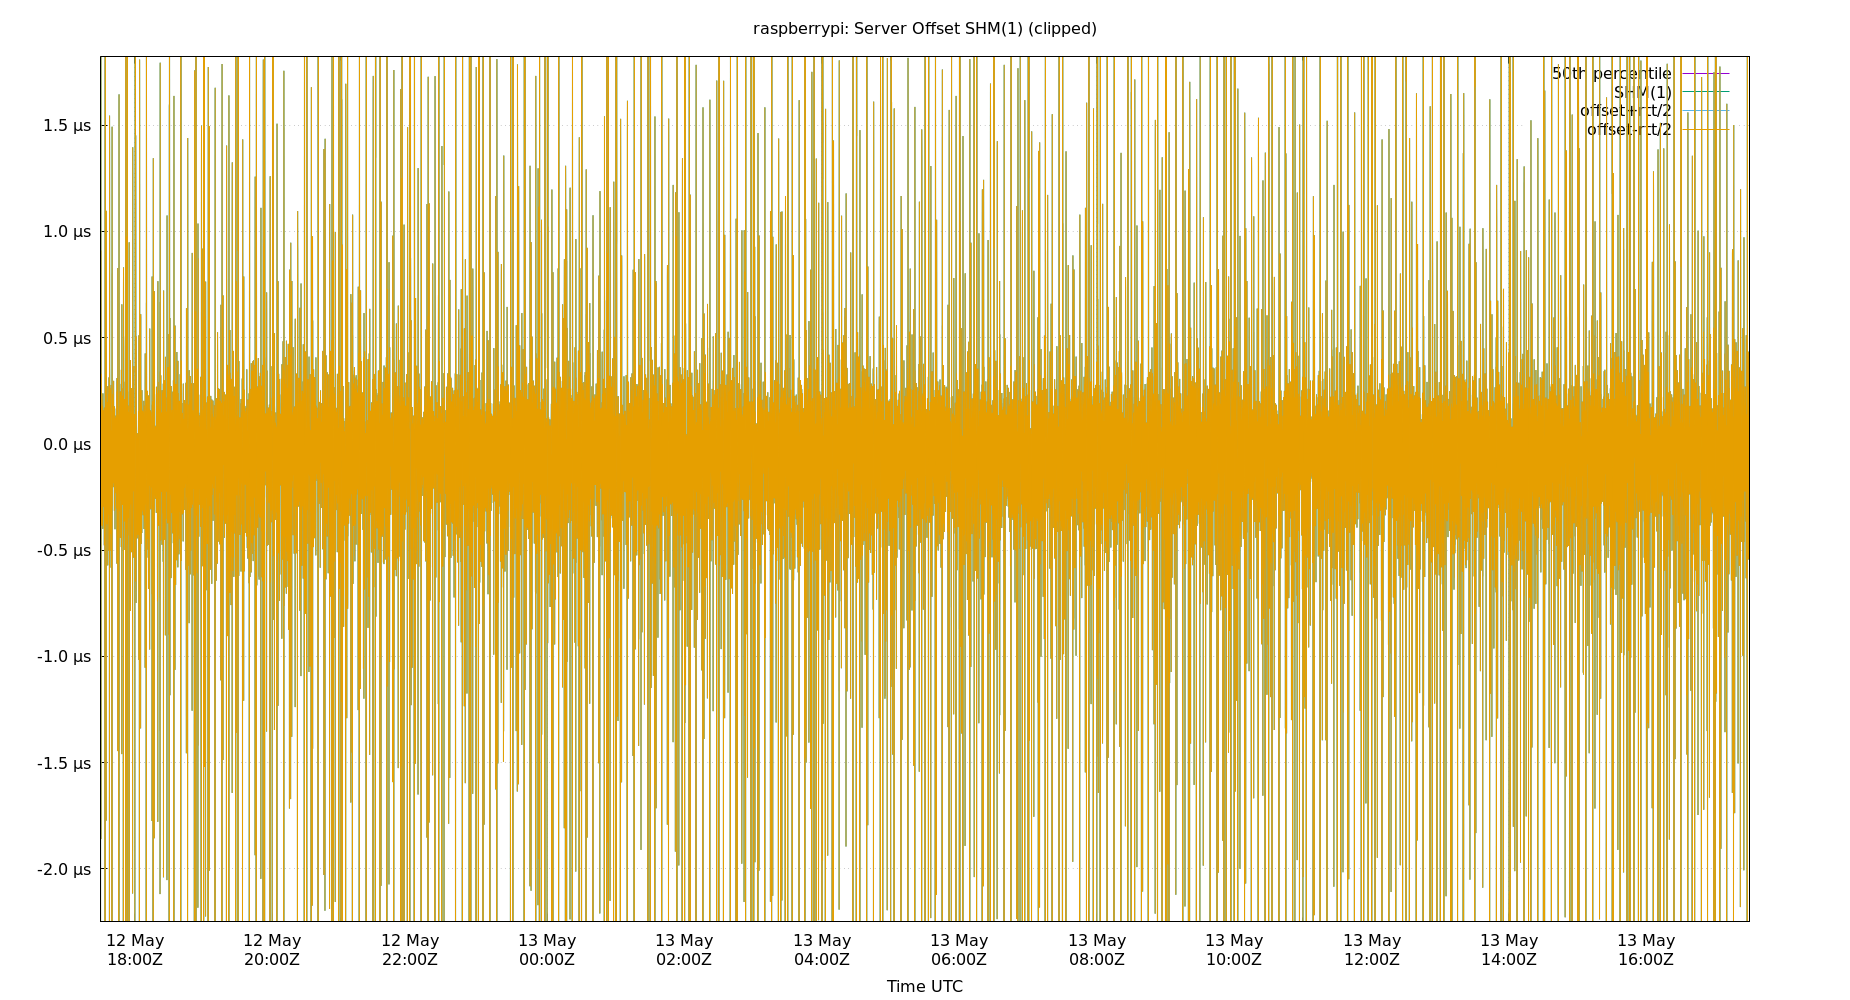 raspberrypi: Server Offset SHM(1) (clipped)
50th percentile
SHM(1)
offset+rtt/2
offset-rtt/2
1.5 µs
1.0 µs
0.5 µs
0.0 µs
-0.5 µs
-1.0 µs
-1.5 µs
-2.0 µs
12 May 12 May 12 May 13 May 13 May 13 May 13 May 13 May 13 May 13 May 13 May 13 May
18:00Z 20:00Z 22:00Z 00:00Z 02:00Z 04:00Z 06:00Z 08:00Z 10:00Z 12:00Z 14:00Z 16:00Z
Time UTC